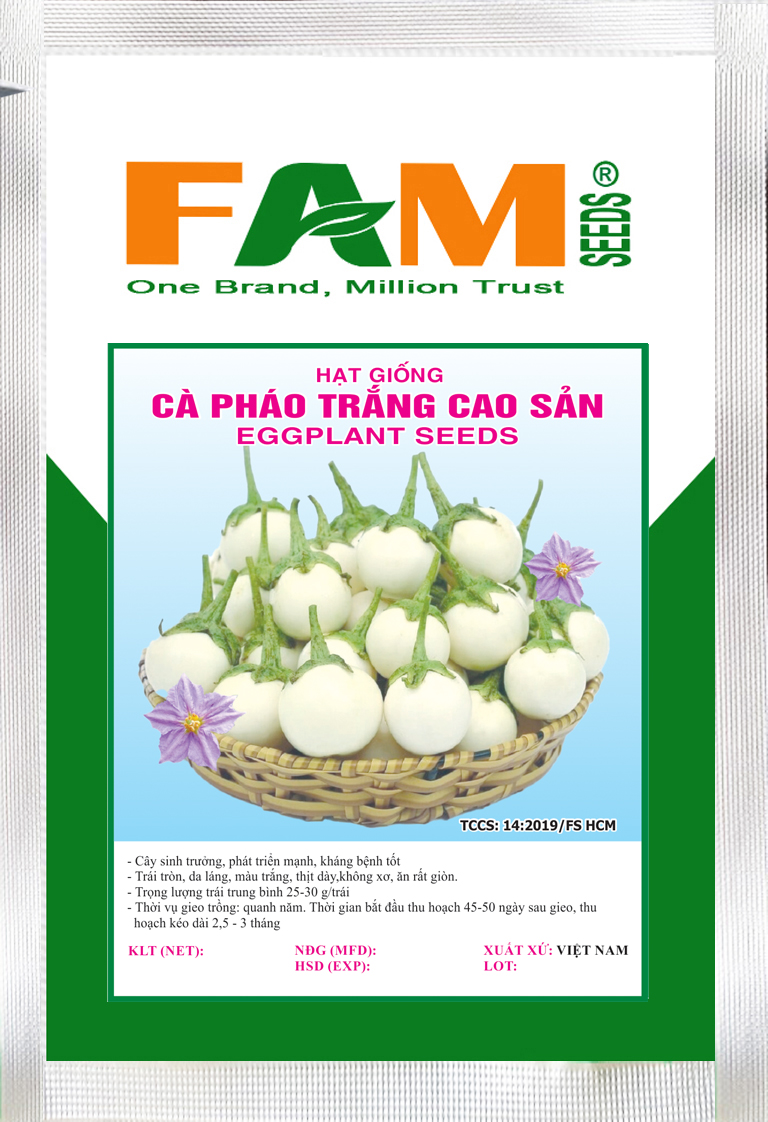 FAM SEEDS®
One Brand, Million Trust
HẠT GIỐNG
CÀ PHÁO TRẮNG CAO SẢN
EGGPLANT SEEDS
TCCS: 14:2019/FS HCM
- Cây sinh trưởng, phát triển mạnh, kháng bệnh tốt
- Trái tròn, da láng, màu trắng, thịt dày,không xơ, ăn rất giòn.
- Trọng lượng trái trung bình 25-30 g/trái
- Thời vụ gieo trồng: quanh năm. Thời gian bắt đầu thu hoạch 45-50 ngày sau gieo, thu
hoạch kéo dài 2,5 - 3 tháng
KLT (NET): NĐG (MFD): XUẤT XỨ: VIỆT NAM
HSD (EXP): LOT: